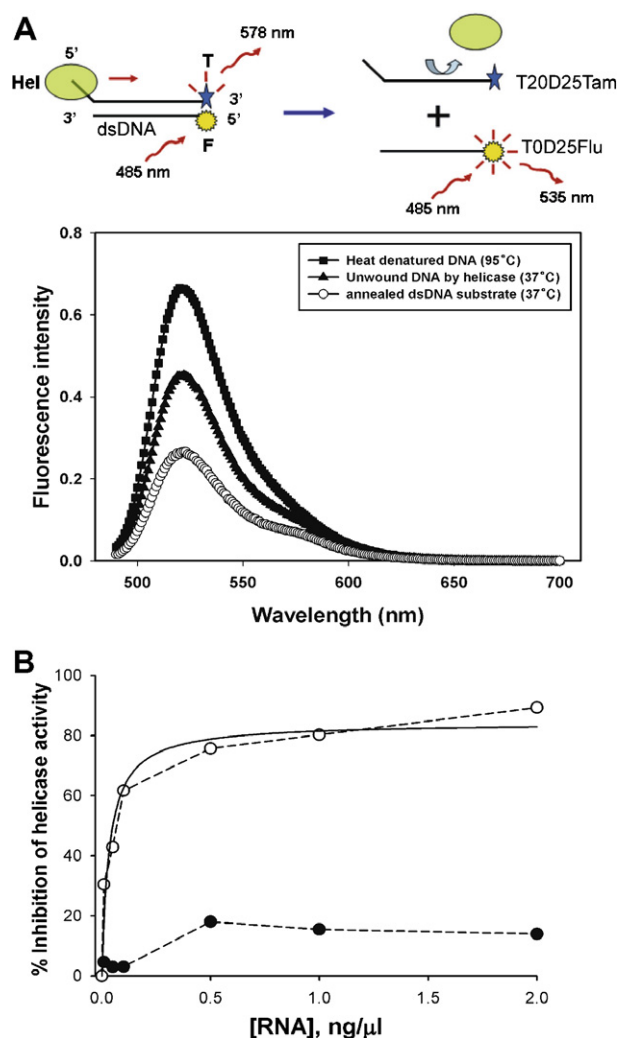 A
5'
Hel
3'
dsDNA
T
578 nm
3'
5'
F
485 nm
T20D25Tam
+
T0D25Flu
485 nm
535 nm
0.8
0.6
0.4
0.2
0.0
Fluorescence intensity
Heat denatured DNA (95˚C)
Unwound DNA by helicase (37˚C)
annealed dsDNA substrate (37˚C)
500
550
600
650
700
Wavelength (nm)
B
100
80
60
40
20
0
% Inhibition of helicase activity
0.0
0.5
1.0
1.5
2.0
[RNA], ng/μl